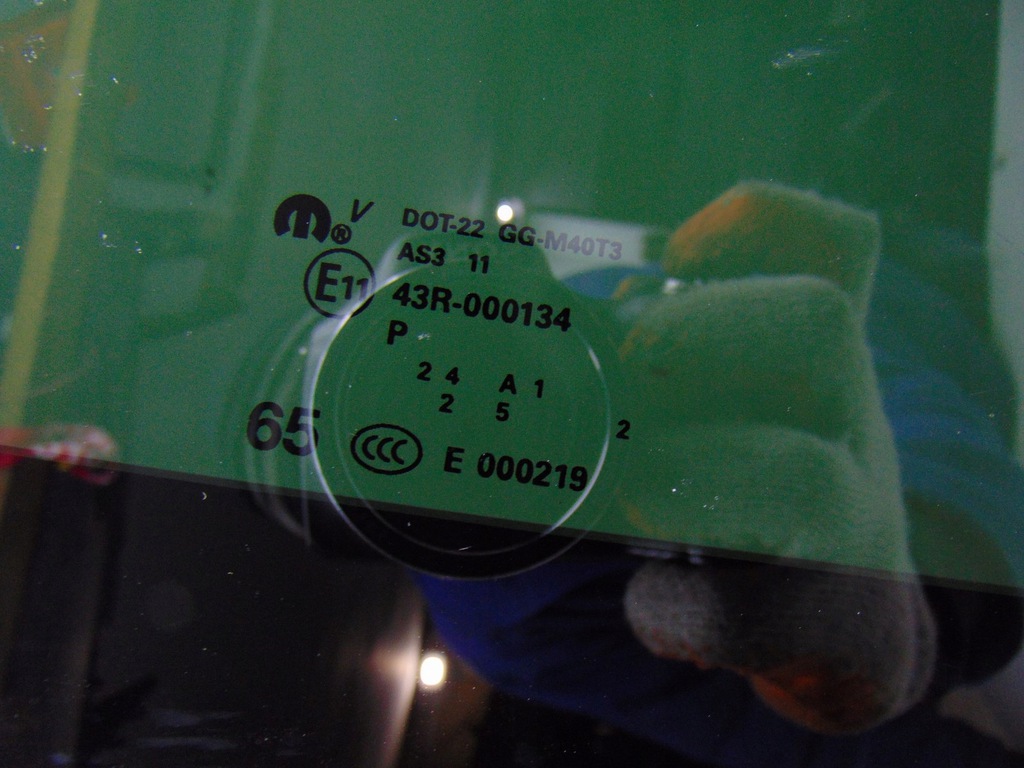 m® V DOT-22 GG-M40T3
AS3 11
E11 43R-000134
P
2 4 A 1
2 5 2
65 CCC E 000219